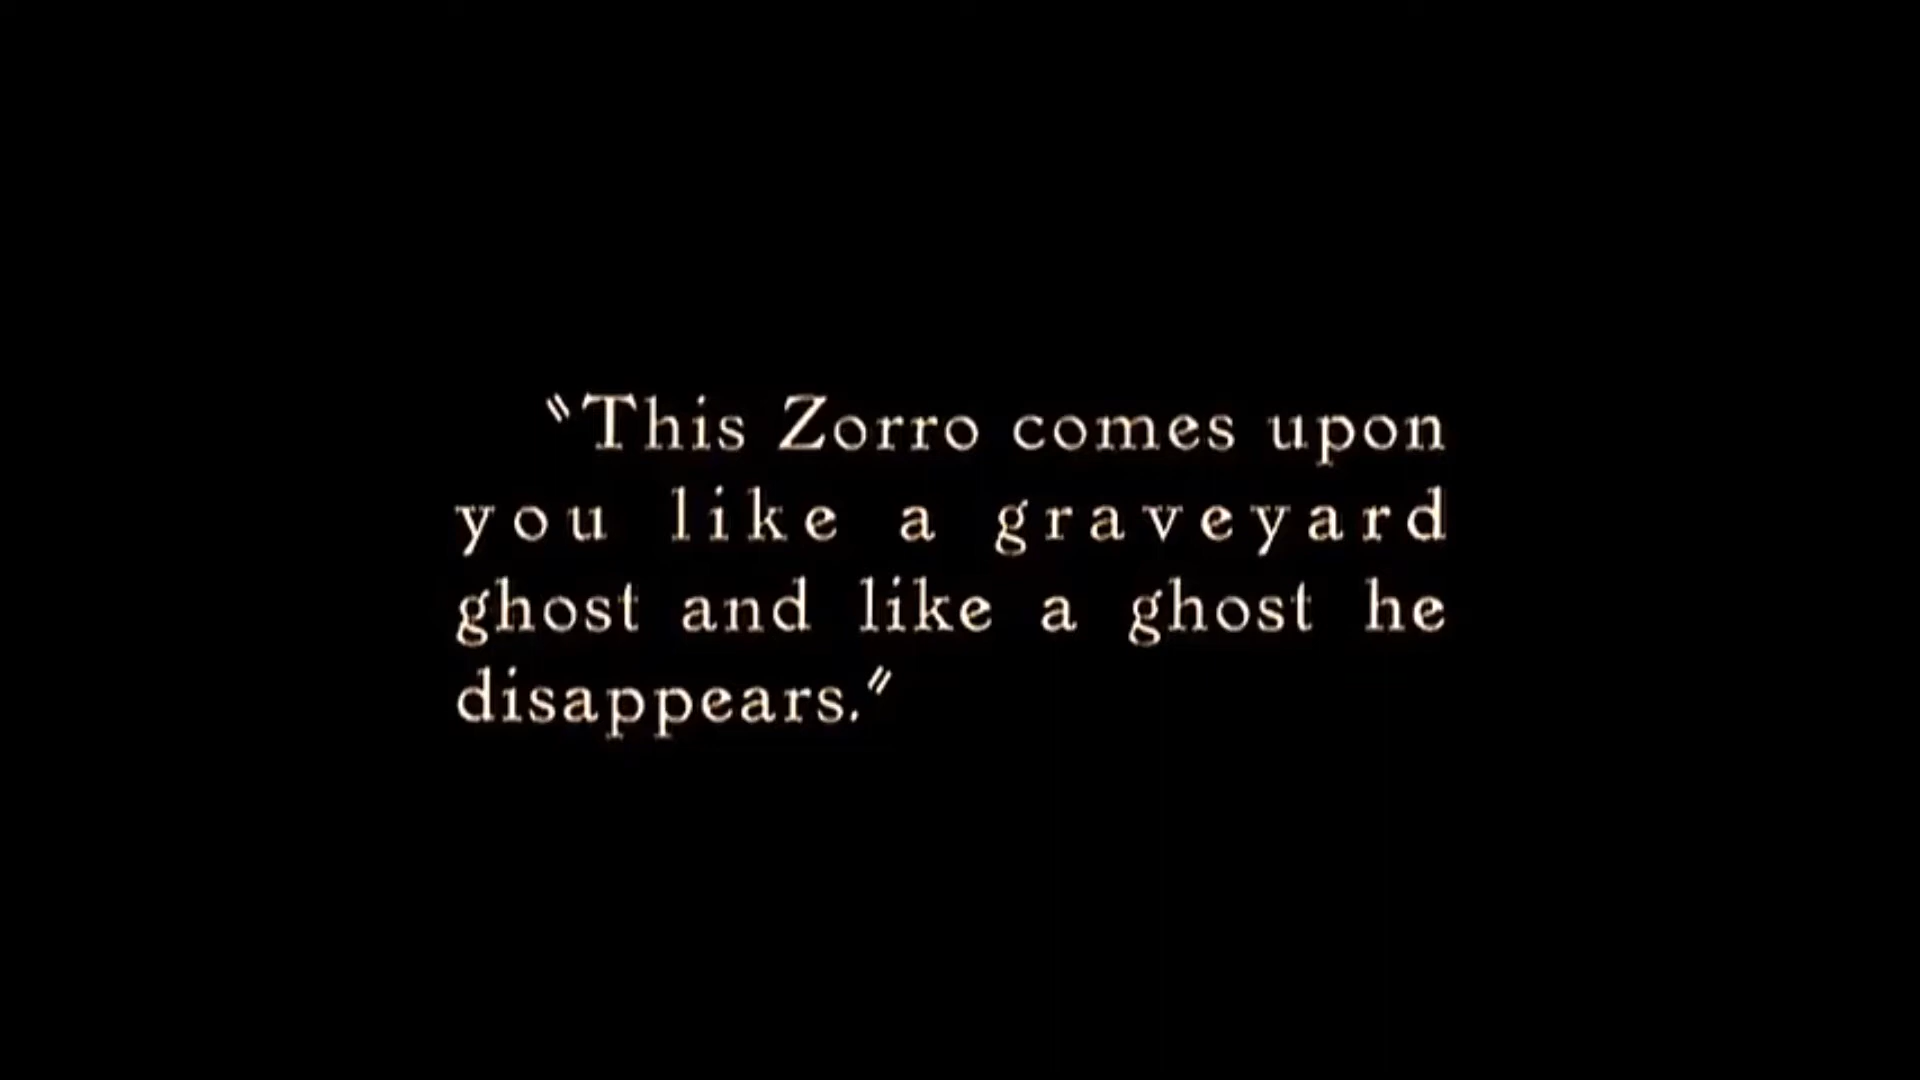 "This Zorro comes upon
you like a graveyard
ghost and like a ghost he
disappears."